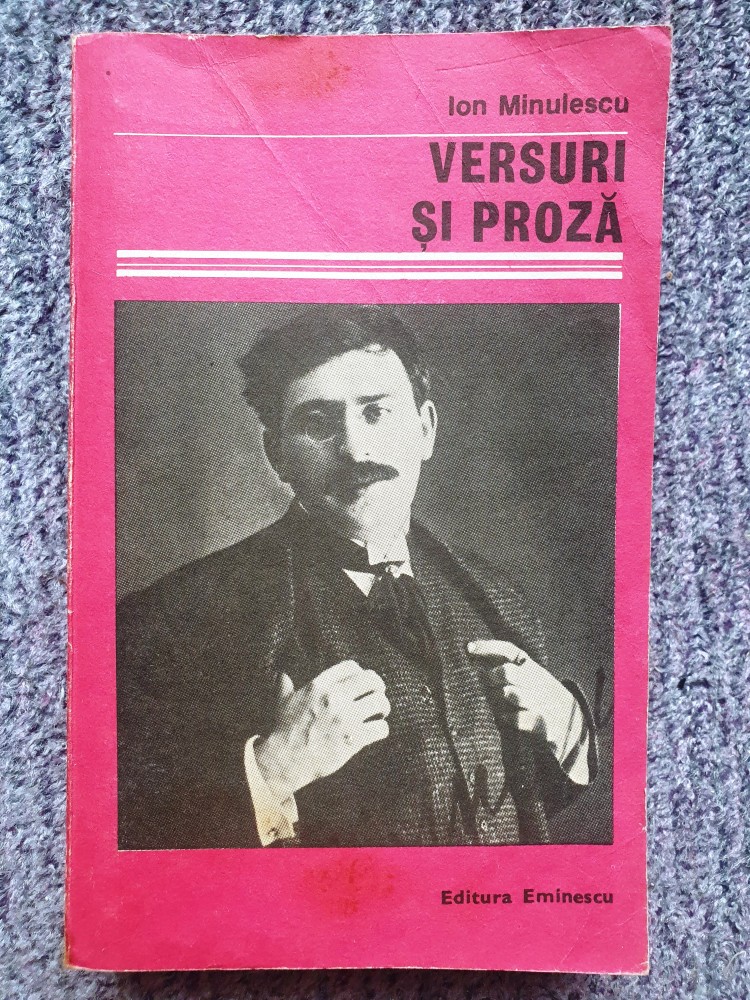 Ion Minulescu
VERSURI
ȘI PROZĂ
Editura Eminescu